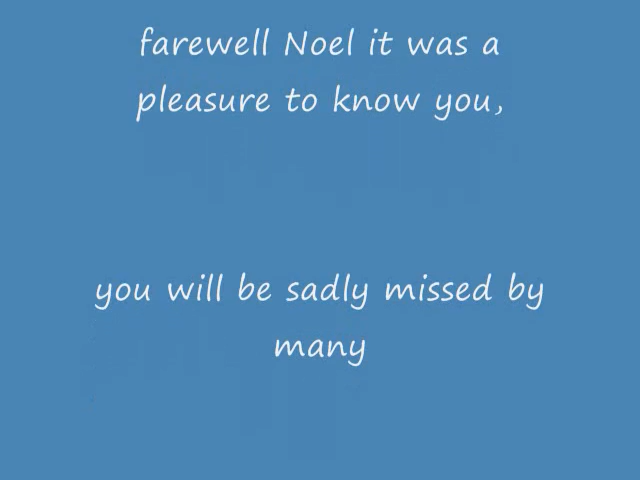 farewell Noel it was a
pleasure to know you,
you will be sadly missed by
many